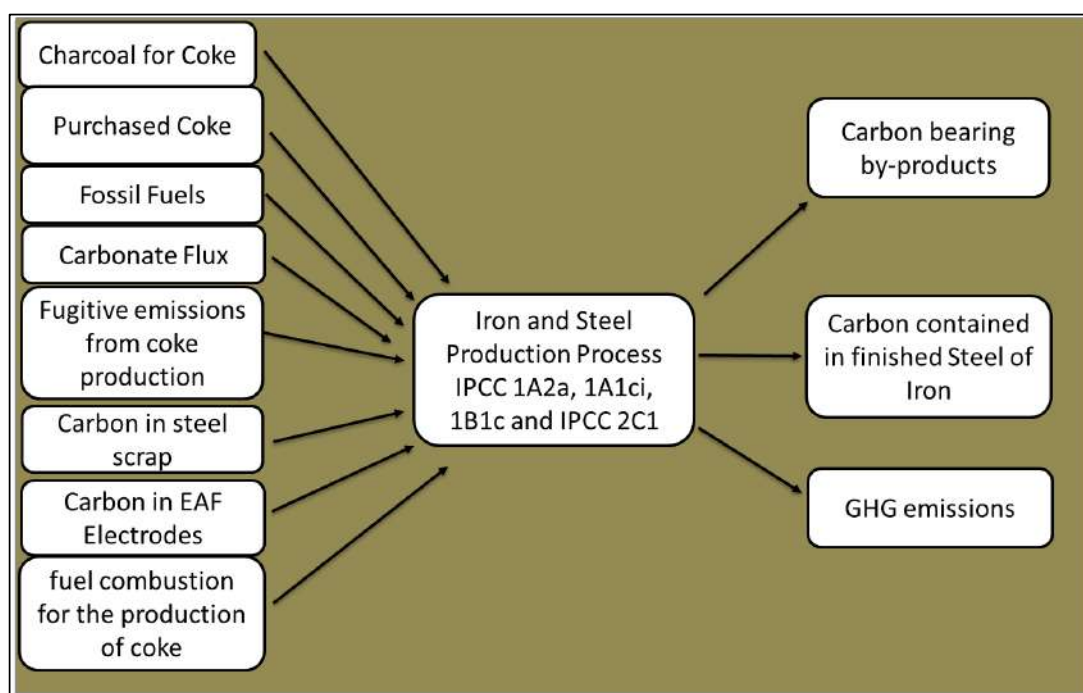 Charcoal for Coke
Purchased Coke
Fossil Fuels
Carbonate Flux
Fugitive emissions
from coke
production
Carbon in steel
scrap
Carbon in EAF
Electrodes
fuel combustion
for the production
of coke
Iron and Steel
Production Process
IPCC 1A2a, 1A1ci,
1B1c and IPCC 2C1
Carbon bearing
by-products
Carbon contained
in finished Steel of
Iron
GHG emissions